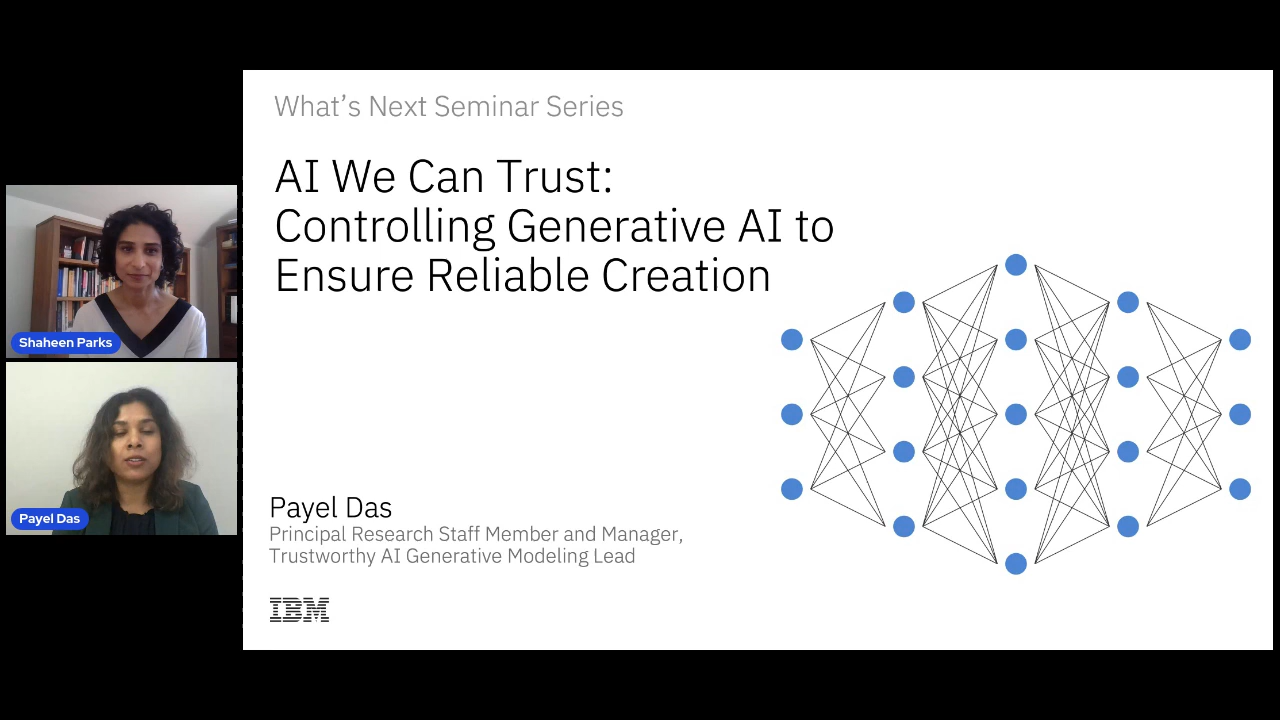 What's Next Seminar Series
AI We Can Trust:
Controlling Generative AI to
Ensure Reliable Creation
Shaheen Parks
Payel Das
Payel Das
Principal Research Staff Member and Manager,
Trustworthy AI Generative Modeling Lead
IBM